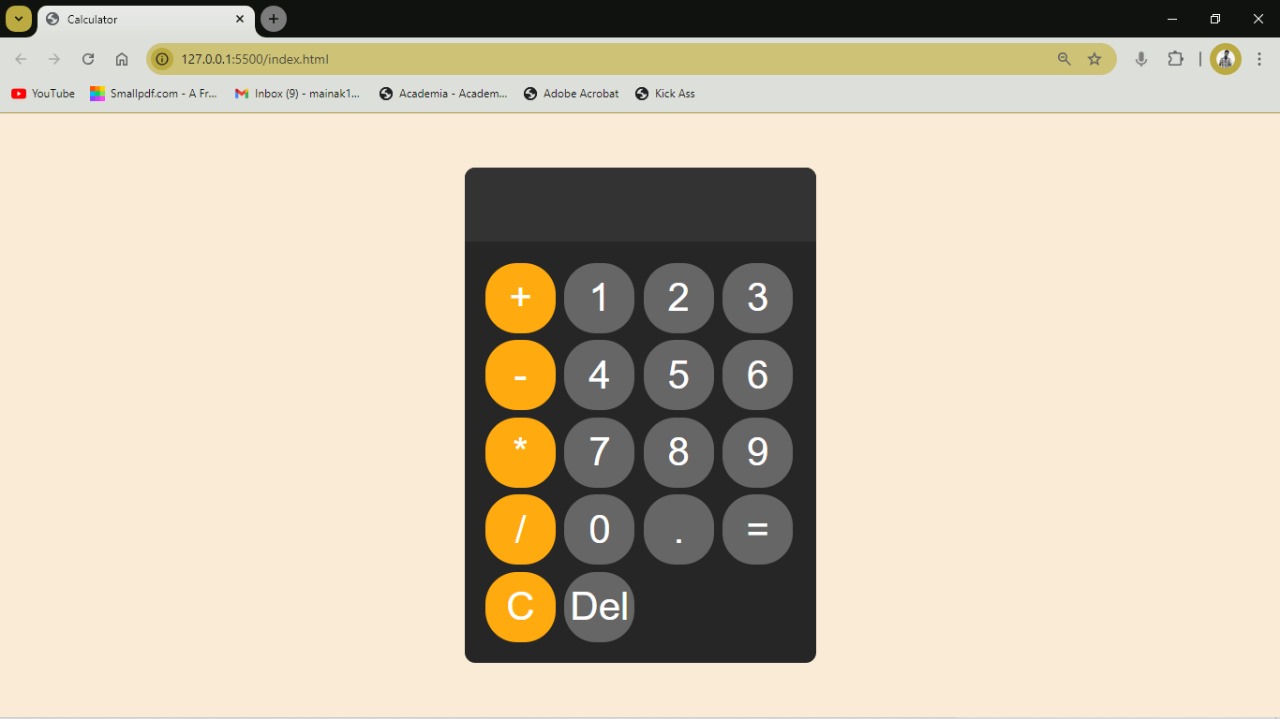 Calculator
127.0.0.1:5500/index.html
YouTube Smallpdf.com - A Fr... Inbox (9) - mainak1... Academia - Academ... Adobe Acrobat Kick Ass
+ 1 2 3
- 4 5 6
* 7 8 9
/ 0 . =
C Del